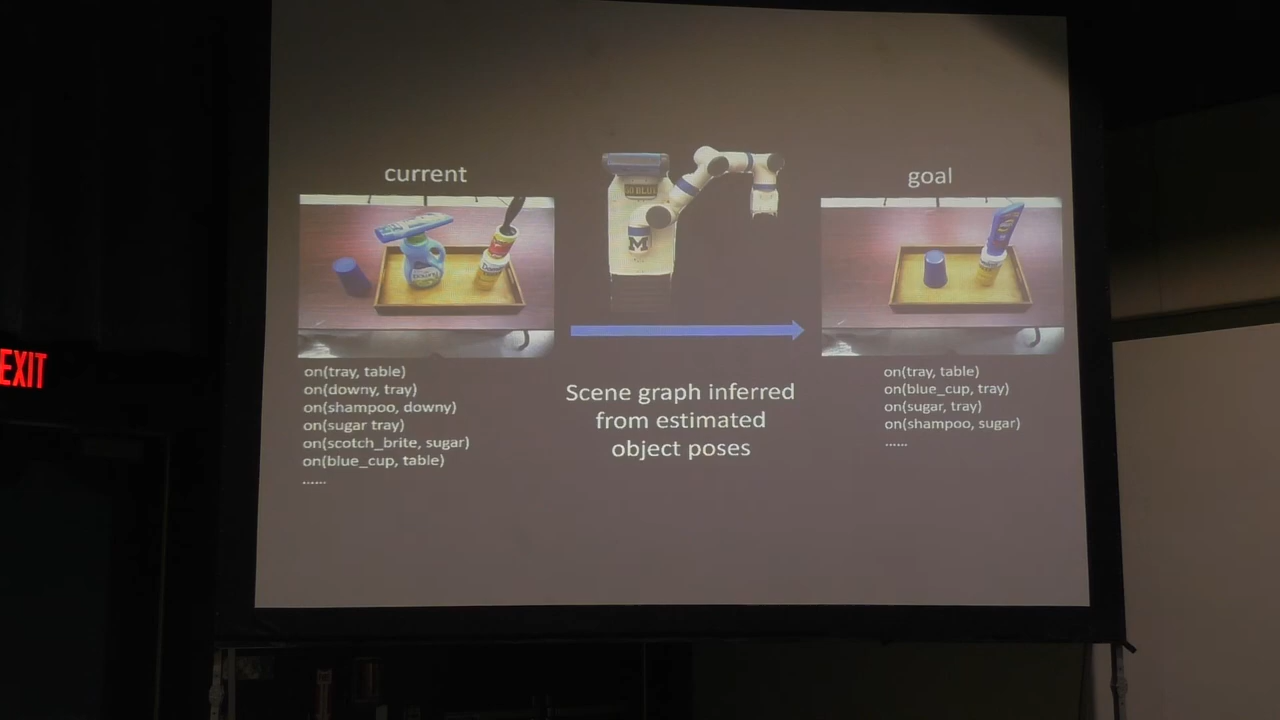 current
goal
M
EXIT
on(tray, table)
on(downy, tray)
on(shampoo, downy)
on(sugar tray)
on(scotch_brite, sugar)
on(blue_cup, table)
......
Scene graph inferred
from estimated
object poses
on(tray, table)
on(blue_cup, tray)
on(sugar, tray)
on(shampoo, sugar)
......